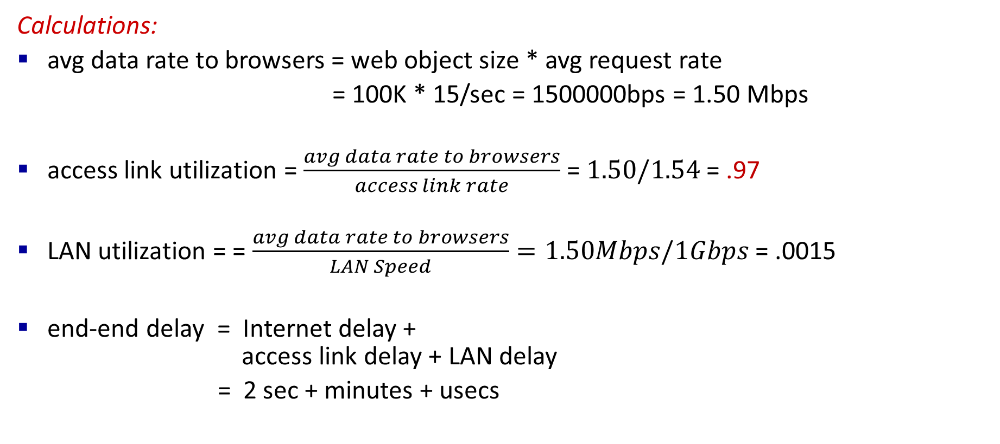 Calculations:
▪ avg data rate to browsers = web object size * avg request rate
= 100K * 15/sec = 1500000bps = 1.50 Mbps
▪ access link utilization = avg data rate to browsers / access link rate = 1.50/1.54 = .97
▪ LAN utilization = = avg data rate to browsers / LAN Speed = 1.50Mbps/1Gbps = .0015
▪ end-end delay = Internet delay +
access link delay + LAN delay
= 2 sec + minutes + usecs